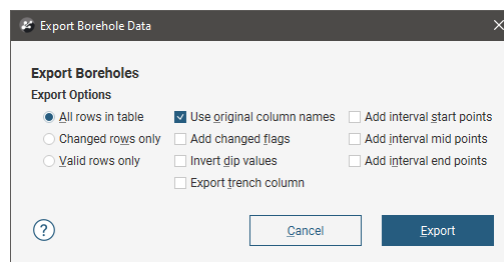 Export Borehole Data
Export Boreholes
Export Options
All rows in table
Use original column names
Add interval start points
Changed rows only
Add changed flags
Add interval mid points
Valid rows only
Invert dip values
Add interval end points
Export trench column
?
Cancel
Export